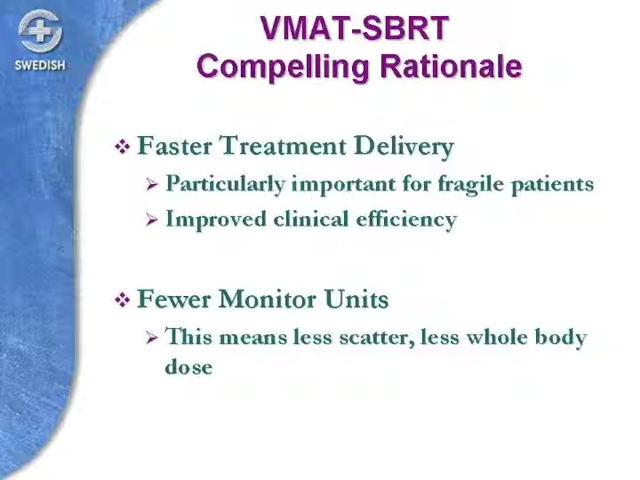 SWEDISH
VMAT-SBRT
Compelling Rationale
❖ Faster Treatment Delivery
➢ Particularly important for fragile patients
➢ Improved clinical efficiency
❖ Fewer Monitor Units
➢ This means less scatter, less whole body
dose